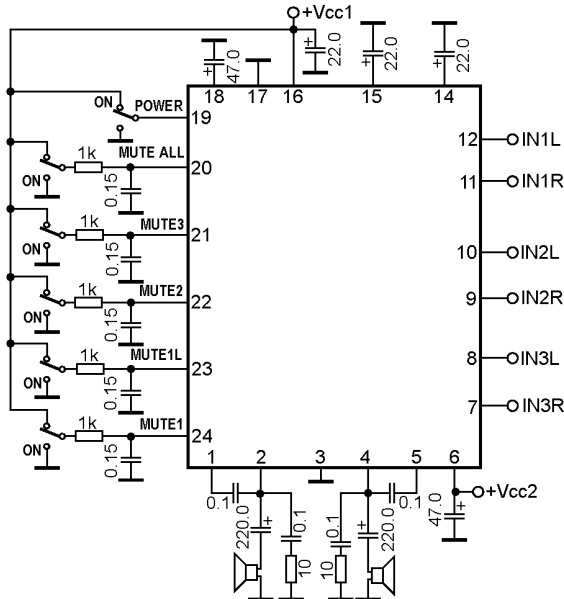 +Vcc1
22.0
22.0
22.0
47.0
18
17
16
15
14
ON
POWER
19
12
IN1L
1k
MUTE ALL
20
ON
0.15
11
IN1R
1k
MUTE3
21
ON
0.15
10
IN2L
1k
MUTE2
22
ON
0.15
9
IN2R
1k
MUTE1L
23
ON
0.15
8
IN3L
1k
MUTE1
24
ON
0.15
7
IN3R
1
2
3
4
5
6
+Vcc2
0.1
220.0
0.1
0.1
220.0
0.1
47.0
10
10